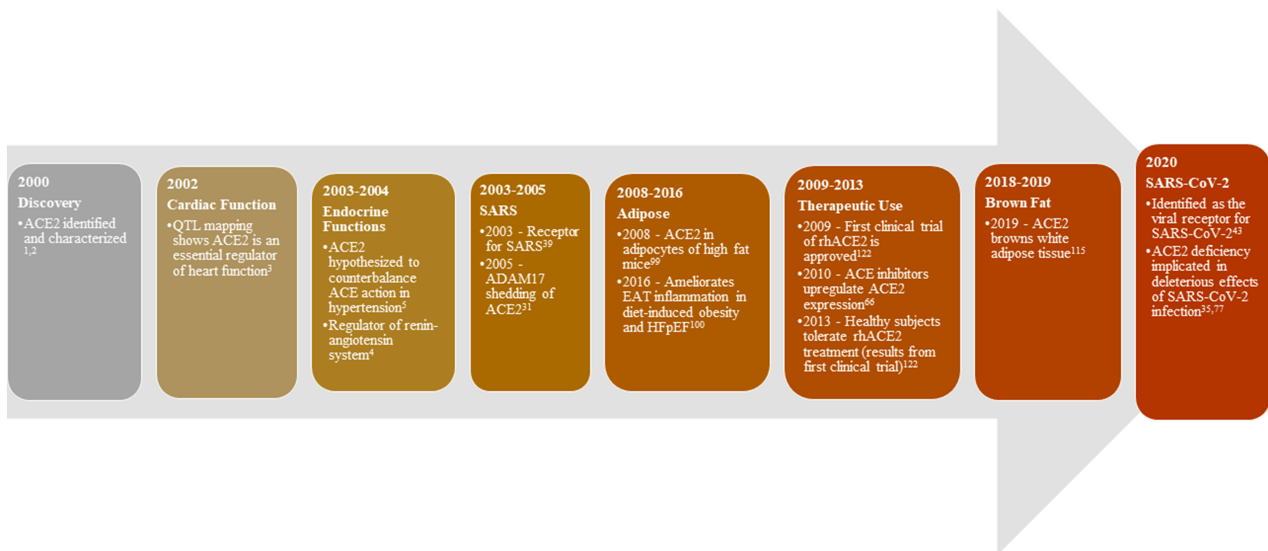 2000
Discovery
•ACE2 identified
and characterized
1,2
2002
Cardiac Function
•QTL mapping
shows ACE2 is an
essential regulator
of heart function3
2003-2004
Endocrine
Functions
•ACE2
hypothesized to
counterbalance
ACE action in
hypertension5
•Regulator of renin-
angiotensin
system4
2003-2005
SARS
•2003 - Receptor
for SARS39
•2005 -
ADAM17
shedding of
ACE231
2008-2016
Adipose
•2008 - ACE2 in
adipocytes of high fat
mice99
•2016 - Ameliorates
EAT inflammation in
diet-induced obesity
and HFpEF100
2009-2013
Therapeutic Use
•2009 - First clinical
trial of rhACE2 is
approved122
•2010 - ACE inhibitors
upregulate ACE2
expression66
•2013 - Healthy subjects
tolerate rhACE2
treatment (results from
first clinical trial)122
2018-2019
Brown Fat
•2019 - ACE2
browns white
adipose tissue115
2020
SARS-CoV-2
•Identified as the
viral receptor for
SARS-CoV-243
•ACE2 deficiency
implicated in
deleterious effects
of SARS-CoV-2
infection35,77